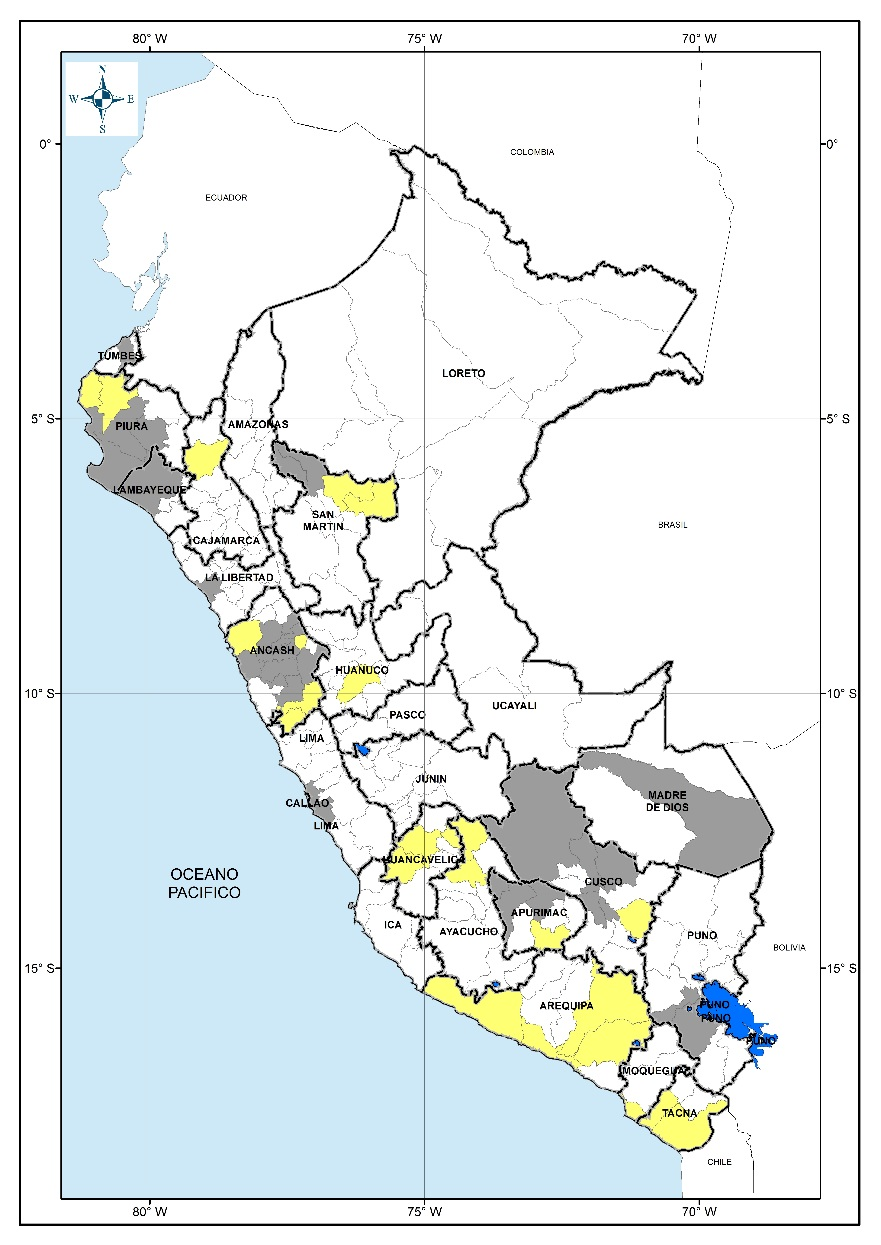 80° W 75° W 70° W
N
W E
S
0° 0°
COLOMBIA
ECUADOR
TUMBES
LORETO
5° 5° S
PIURA
AMAZONAS
LAMBAYEQUE
SAN
MARTIN
BRASIL
CAJAMARCA
LA LIBERTAD
ANCASH
HUANUCO
10° 10° S
UCAYALI
PASCO
LIMA
JUNIN
MADRE
DE DIOS
CALLAO
LIMA
HUANCAVELICA
OCEANO
PACIFICO
CUSCO
APURIMAC
ICA
AYACUCHO
PUNO
BOLIVIA
15° 15° S
AREQUIPA
PUNO
PUNO
PUNO
MOQUEGUA
TACNA
CHILE
80° W 75° W 70° W